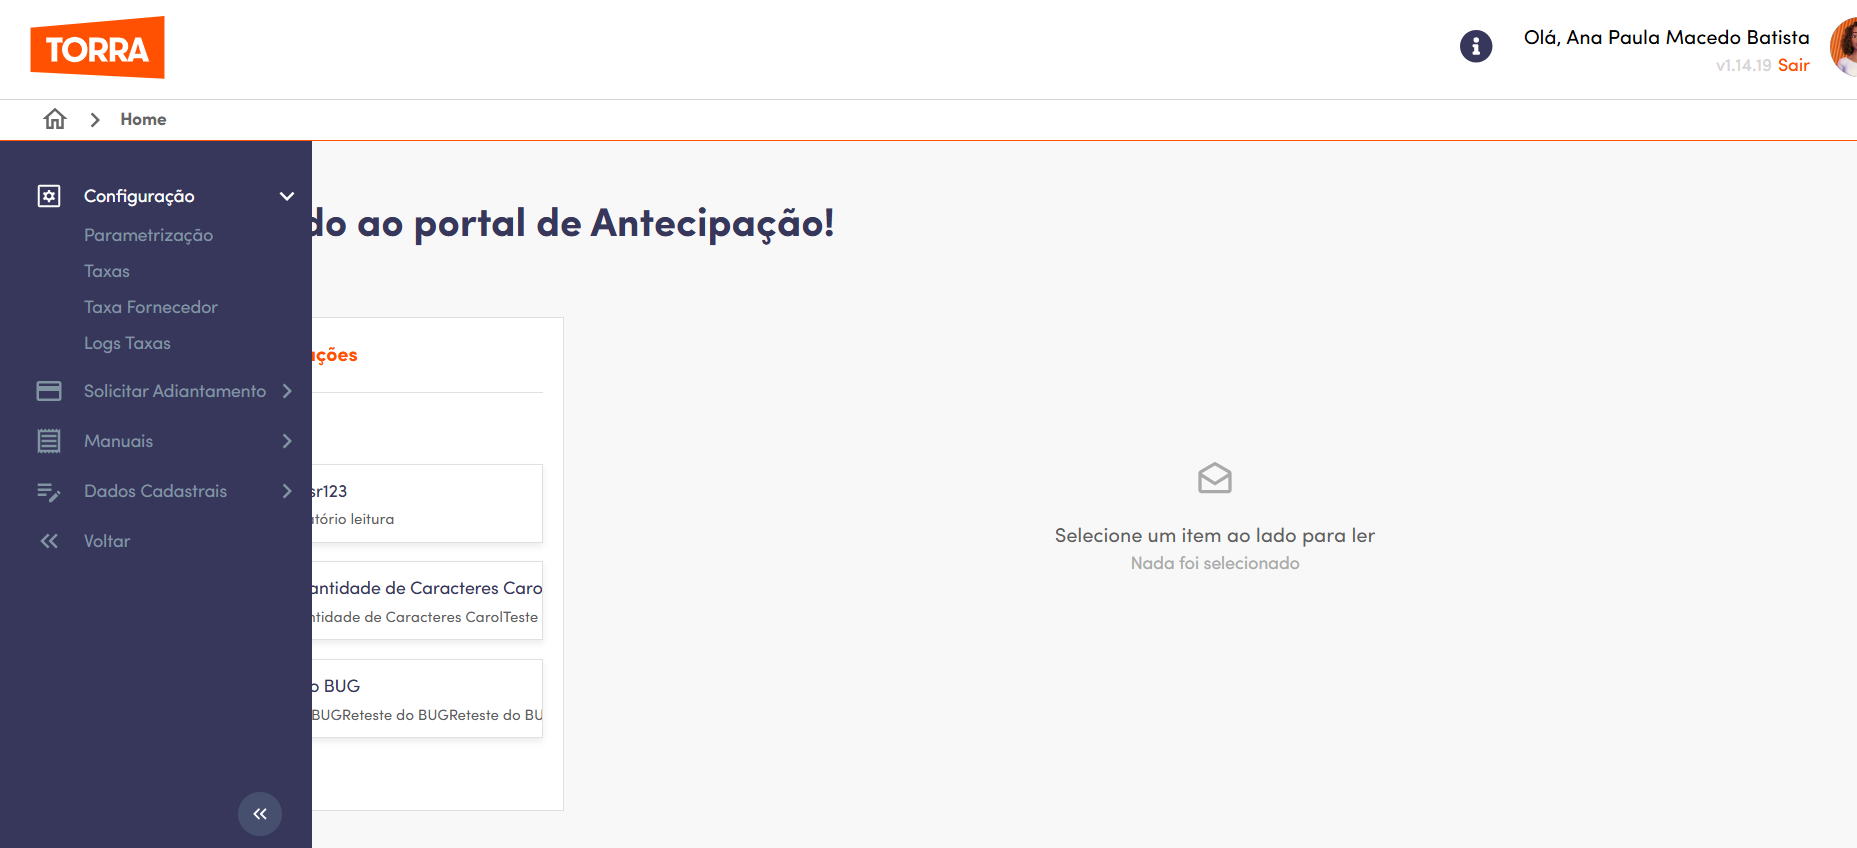 TORRA
Olá, Ana Paula Macedo Batista
v1.14.19 Sair
Home
Configuração
Parametrização
Taxas
Taxa Fornecedor
Logs Taxas
Solicitar Adiantamento
Manuais
Dados Cadastrais
Voltar
do ao portal de Antecipação!
ações
sr123
tório leitura
antidade de Caracteres Caro
ntidade de Caracteres CarolTeste
o BUG
BUGReteste do BUGReteste do BU
Selecione um item ao lado para ler
Nada foi selecionado